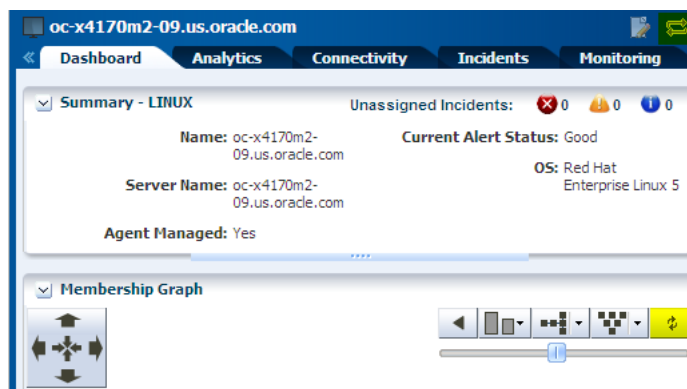 oc-x4170m2-09.us.oracle.com
Dashboard Analytics Connectivity Incidents Monitoring
Summary - LINUX Unassigned Incidents: 0 0 0
Name: oc-x4170m2-09.us.oracle.com Current Alert Status: Good
Server Name: oc-x4170m2-09.us.oracle.com OS: Red Hat Enterprise Linux 5
Agent Managed: Yes
Membership Graph